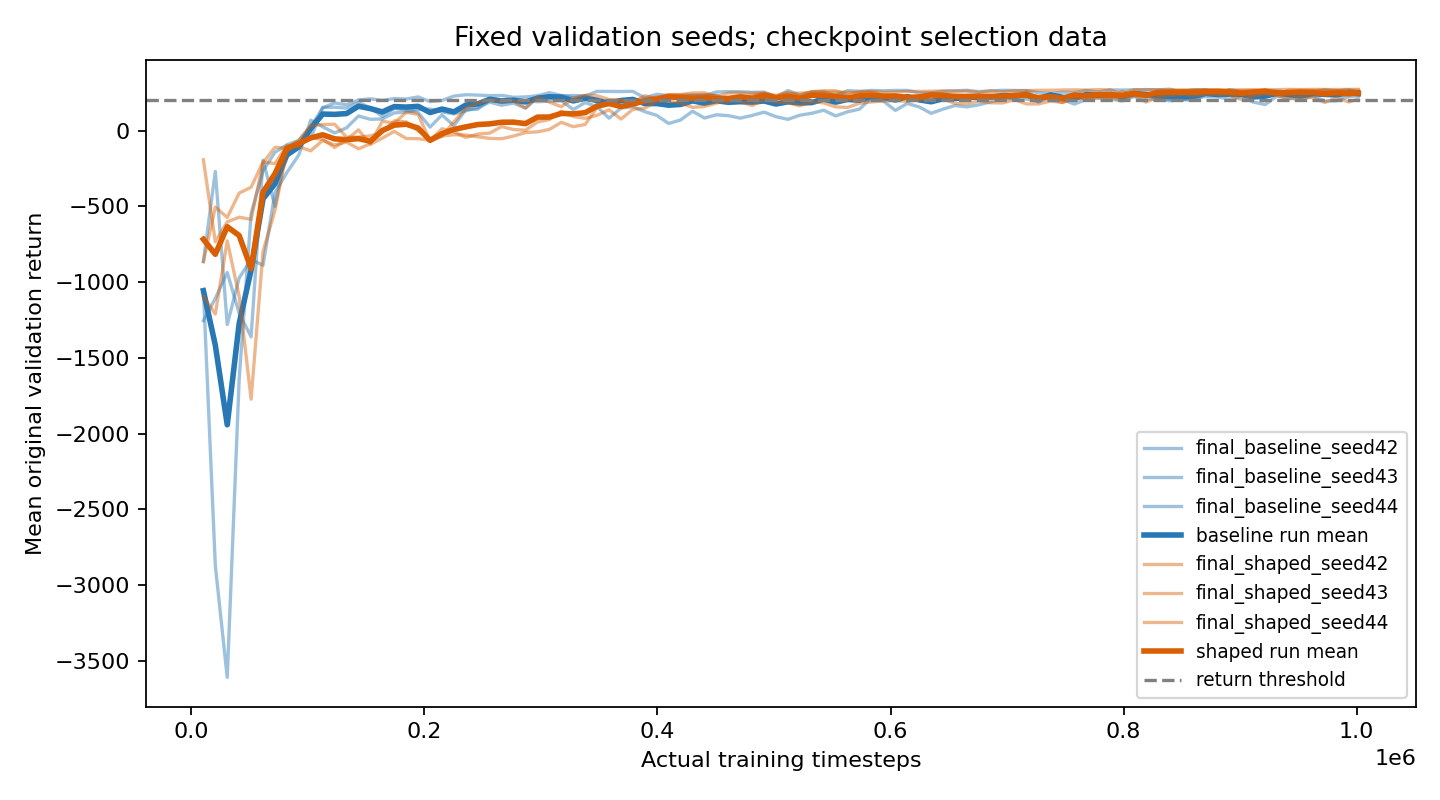 Fixed validation seeds; checkpoint selection data
Mean original validation return
0
−500
−1000
−1500
−2000
−2500
−3000
−3500
final_baseline_seed42
final_baseline_seed43
final_baseline_seed44
baseline run mean
final_shaped_seed42
final_shaped_seed43
final_shaped_seed44
shaped run mean
return threshold
0.0 0.2 0.4 0.6 0.8 1.0
1e6
Actual training timesteps